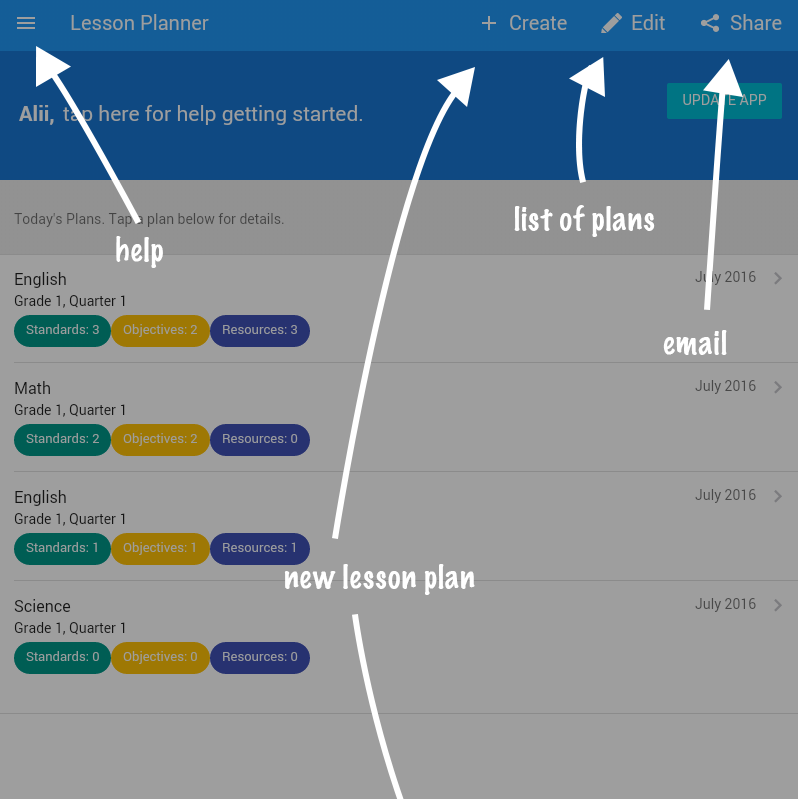 Lesson Planner
Create
Edit
Share
Alii, tap here for help getting started.
UPDATE APP
Today's Plans. Tap a plan below for details.
help
list of plans
English
July 2016
Grade 1, Quarter 1
Standards: 3
Objectives: 2
Resources: 3
email
Math
July 2016
Grade 1, Quarter 1
Standards: 2
Objectives: 2
Resources: 0
English
July 2016
Grade 1, Quarter 1
Standards: 1
Objectives: 1
Resources: 1
new lesson plan
Science
July 2016
Grade 1, Quarter 1
Standards: 0
Objectives: 0
Resources: 0